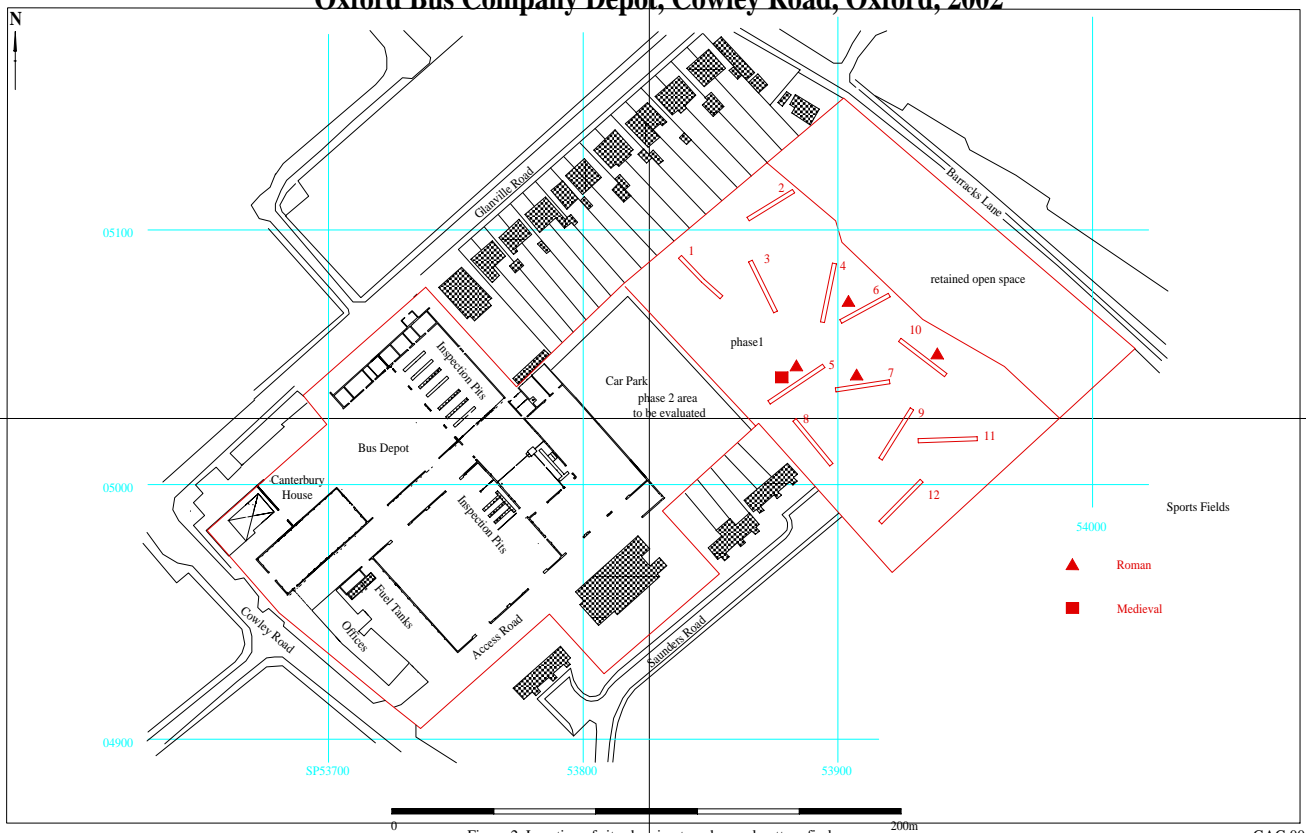 Oxford Bus Company Depot, Cowley Road, Oxford, 2002
N
Glanville Road
Barracks Lane
05100
2
1
3
4
6
retained open space
10
phase1
5
7
Inspection Pits
Car Park
phase 2 area
to be evaluated
8
9
11
Bus Depot
Canterbury
House
05000
12
Inspection Pits
Sports Fields
54000
Roman
Fuel Tanks
Medieval
Cowley Road
Offices
Access Road
Saunders Road
04900
SP53700
53800
53900
0
200m